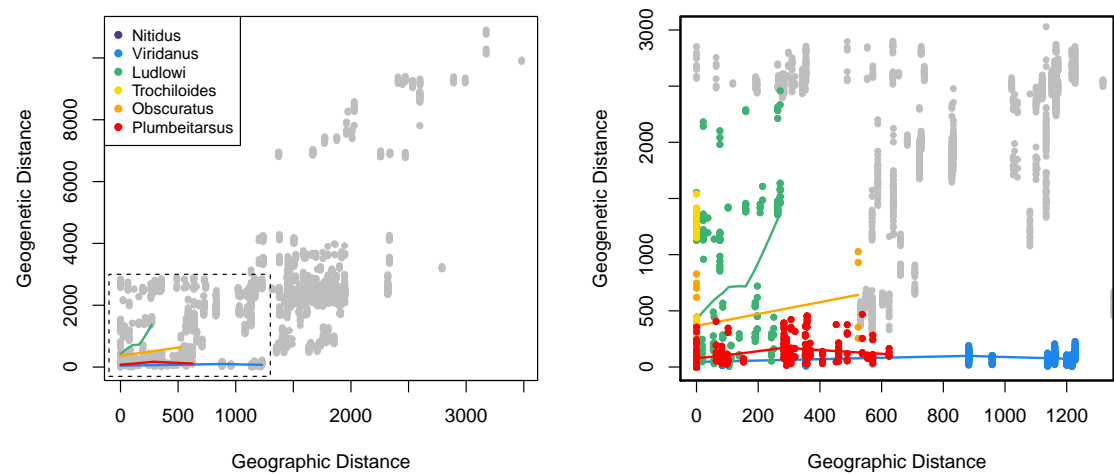 Nitidus
Viridanus
Ludlowi
Trochiloides
Obscuratus
Plumbeitarsus
Geogenetic Distance
0
2000
4000
6000
8000
0
500
1000
2000
3000
Geographic Distance
Geogenetic Distance
0
500
1000
2000
3000
0
200
400
600
800
1000
1200
Geographic Distance